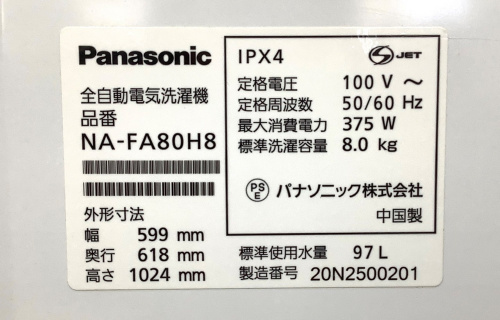 Panasonic
全自動電気洗濯機
品番
NA-FA80H8
外形寸法
幅 599 mm
奥行 618 mm
高さ 1024 mm
IPX4
S JET
定格電圧 100 V ～
定格周波数 50/60 Hz
最大消費電力 375 W
標準洗濯容量 8.0 kg
PS E パナソニック株式会社
中国製
標準使用水量 97 L
製造番号 20N2500201